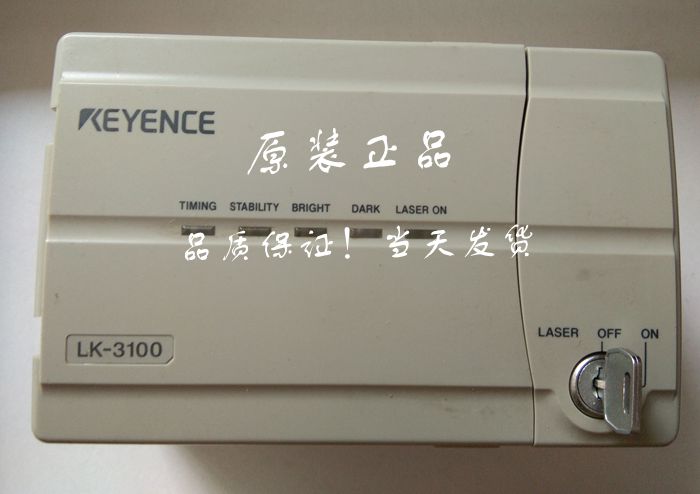 KEYENCE
原装正品
TIMING STABILITY BRIGHT DARK LASER ON
品质保证！当天发货
LASER OFF ON
LK-3100